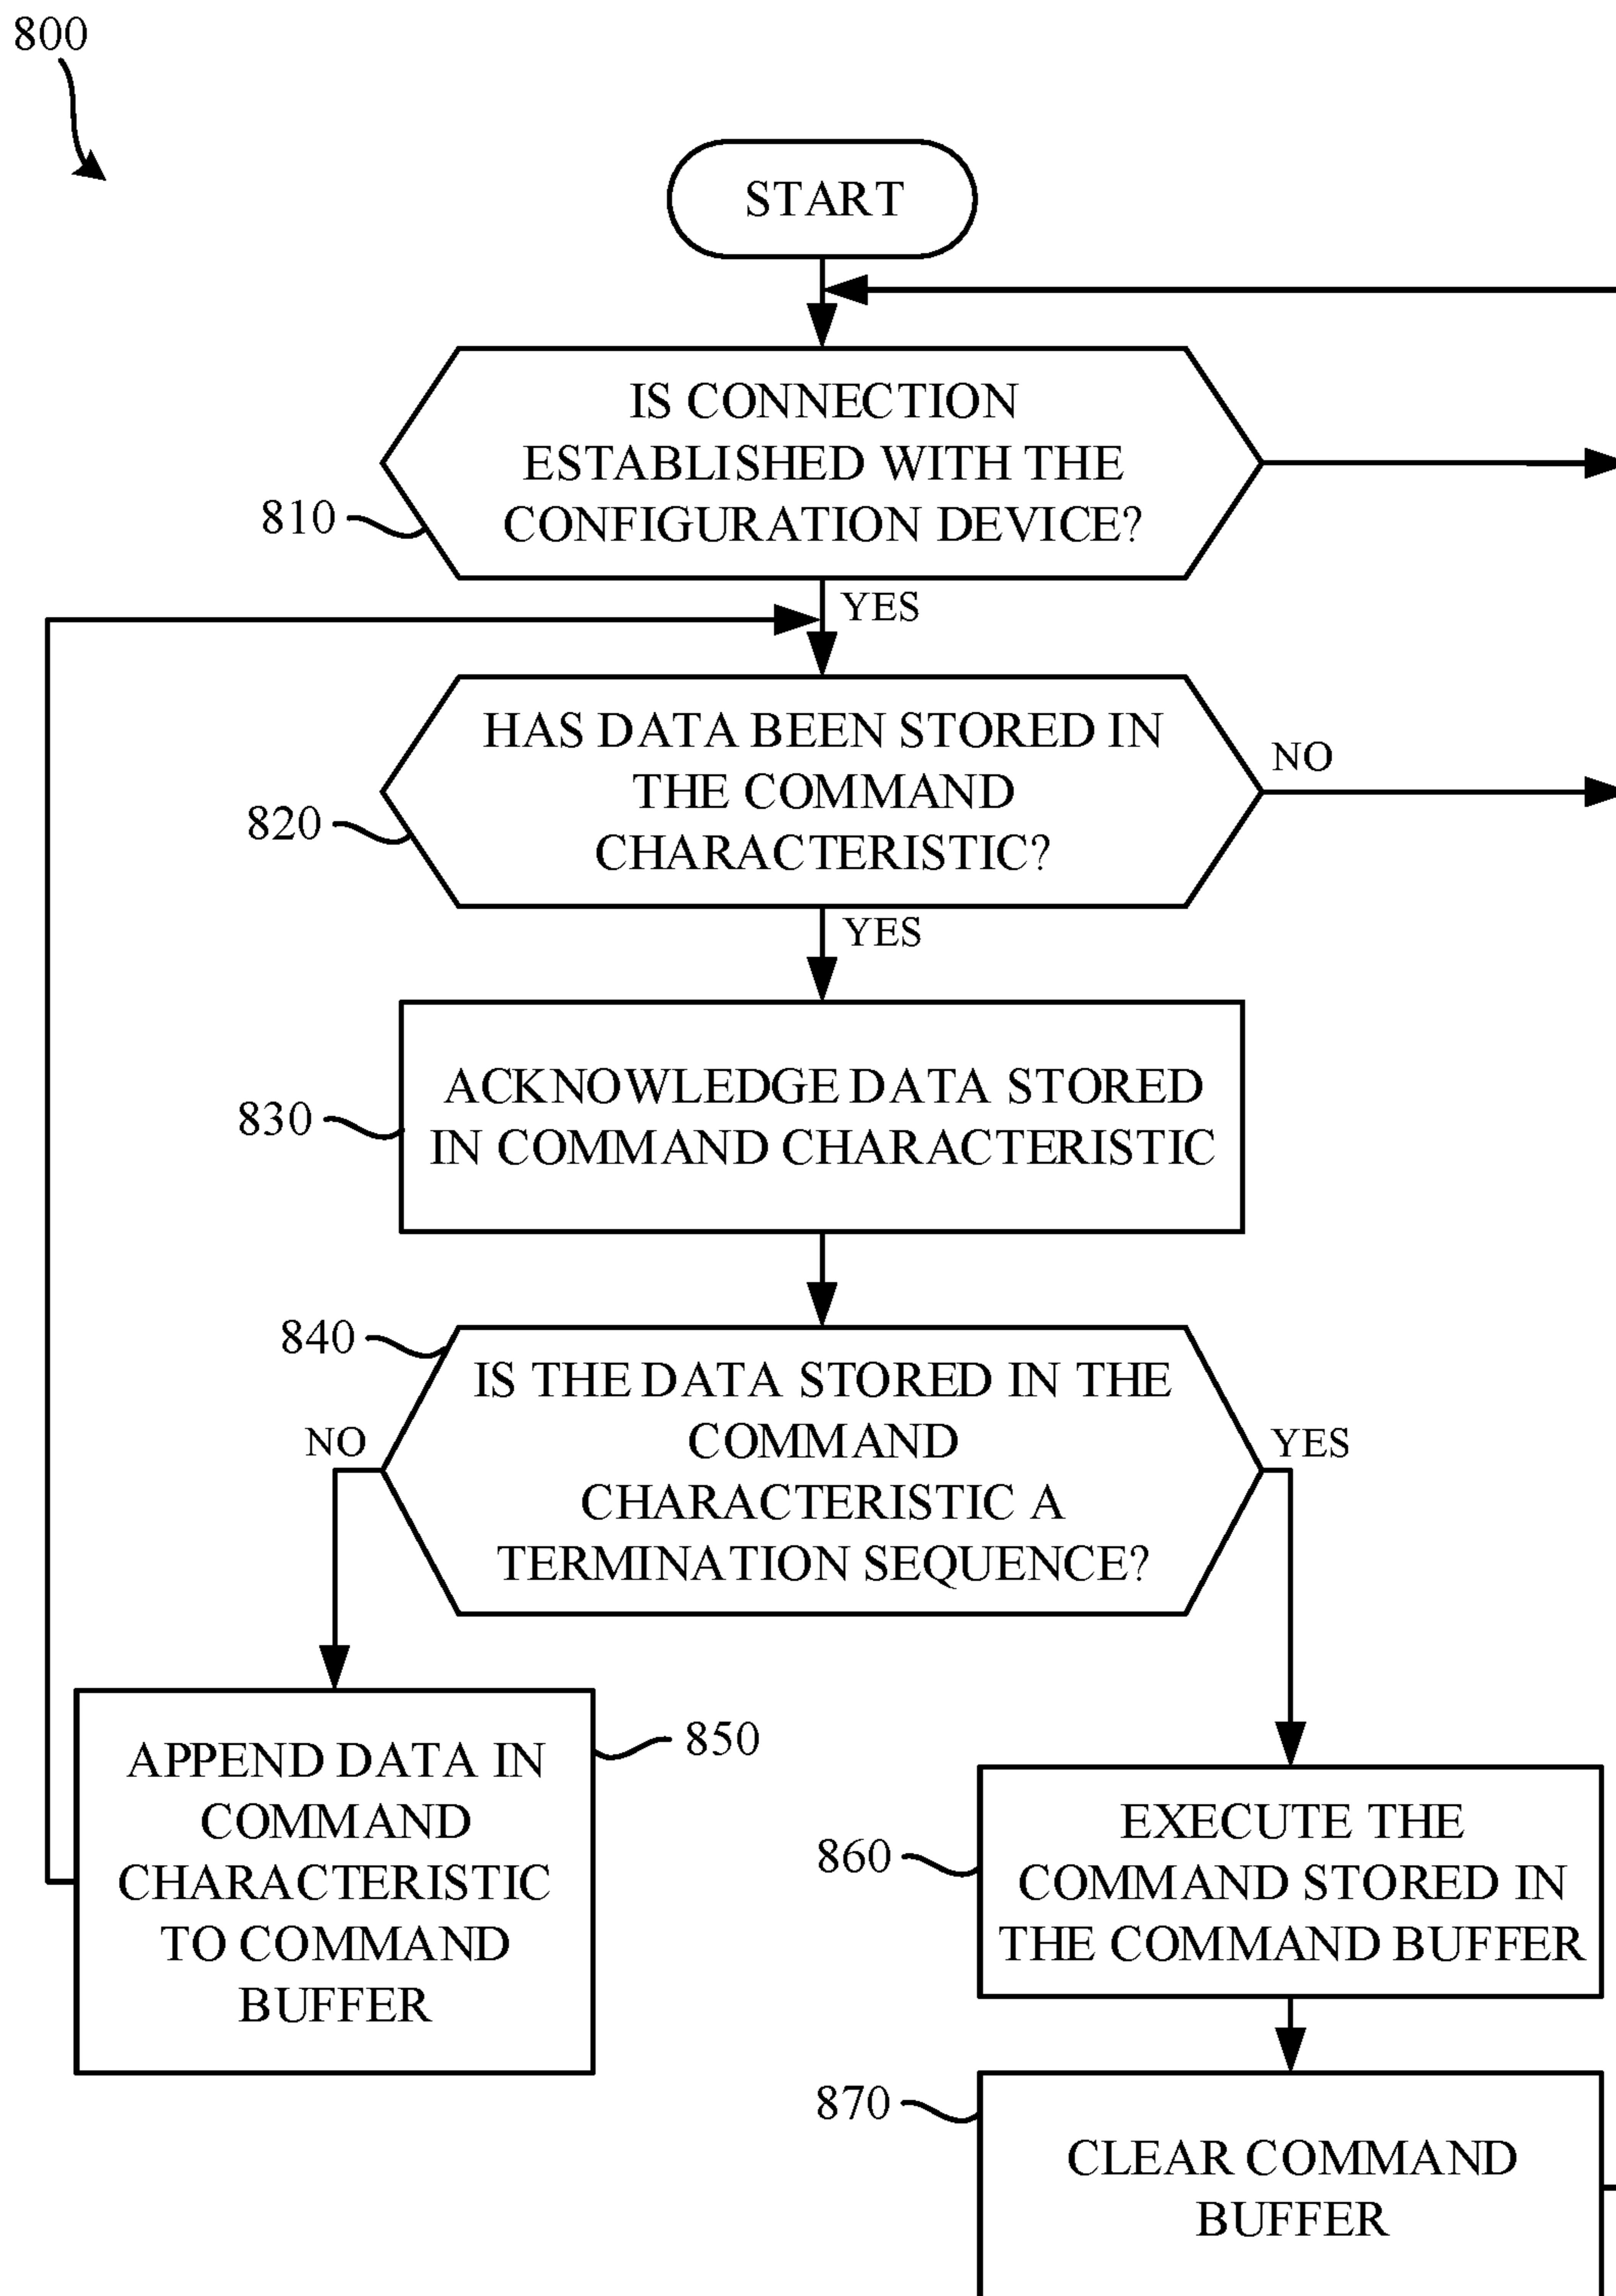 800
START
IS CONNECTION
ESTABLISHED WITH THE
CONFIGURATION DEVICE?
810
YES
HAS DATA BEEN STORED IN
THE COMMAND
CHARACTERISTIC?
NO
820
YES
ACKNOWLEDGE DATA STORED
IN COMMAND CHARACTERISTIC
830
840
IS THE DATA STORED IN THE
COMMAND
CHARACTERISTIC A
TERMINATION SEQUENCE?
NO
YES
850
APPEND DATA IN
COMMAND
CHARACTERISTIC
TO COMMAND
BUFFER
860
EXECUTE THE
COMMAND STORED IN
THE COMMAND BUFFER
870
CLEAR COMMAND
BUFFER